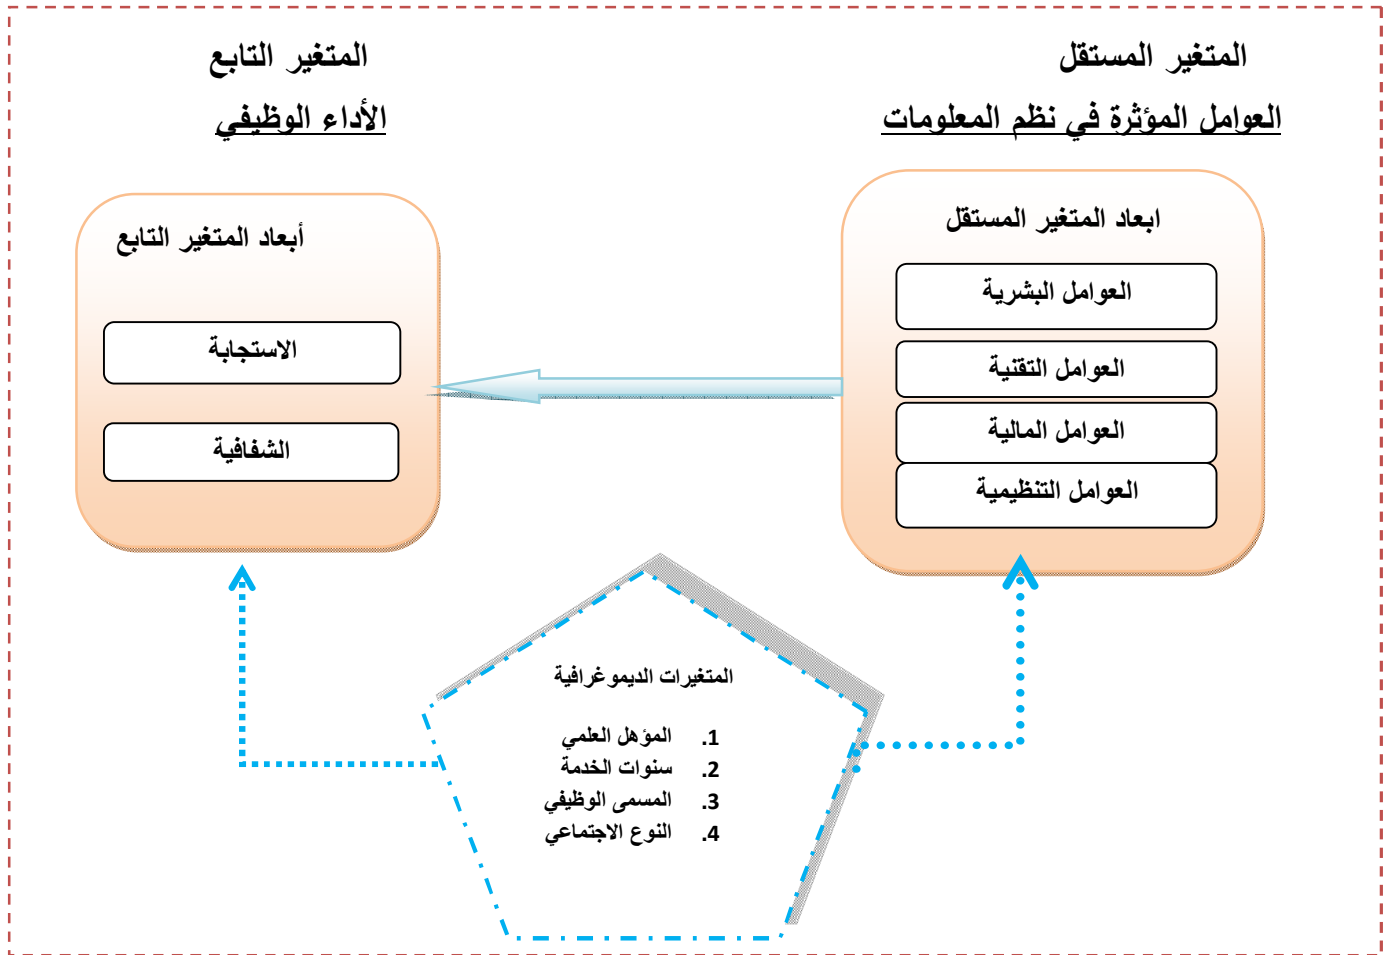 المتغير المستقل
العوامل المؤثرة في نظم المعلومات
ابعاد المتغير المستقل
العوامل البشرية
العوامل التقنية
العوامل المالية
العوامل التنظيمية
المتغير التابع
الأداء الوظيفي
أبعاد المتغير التابع
الاستجابة
الشفافية
المتغيرات الديموغرافية
1. المؤهل العلمي
2. سنوات الخدمة
3. المسمى الوظيفي
4. النوع الاجتماعي